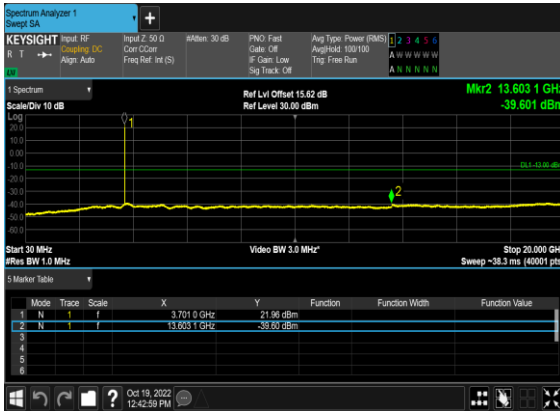 Spectrum Analyzer 1
Swept SA
+
KEYSIGHT Input: RF Input Z: 50 Ω #Atten: 30 dB PNO: Fast Avg Type: Power (RMS) 1 2 3 4 5 6
R T Coupling: DC Corr CCorr Gate: Off Avg|Hold: 100/100 A W W W W W
Align: Auto Freq Ref: Int (S) IF Gain: Low Trig: Free Run
Sig Track: Off A N N N N N
1 Spectrum Ref Lvl Offset 15.62 dB Mkr2 13.603 1 GHz
Scale/Div 10 dB Ref Level 30.00 dBm -39.601 dBm
Log
1
20.0
10.0
0.00
-10.0
DL1 -13.00 dBm
-20.0
-30.0
2
-40.0
-50.0
-60.0
Start 30 MHz Video BW 3.0 MHz* Stop 20.000 GHz
#Res BW 1.0 MHz Sweep ~38.3 ms (40001 pts)
5 Marker Table
Mode Trace Scale X Y Function Function Width Function Value
1 N 1 f 3.701 0 GHz 21.96 dBm
2 N 1 f 13.603 1 GHz -39.60 dBm
3
4
5
6
? Oct 19, 2022
12:42:59 PM